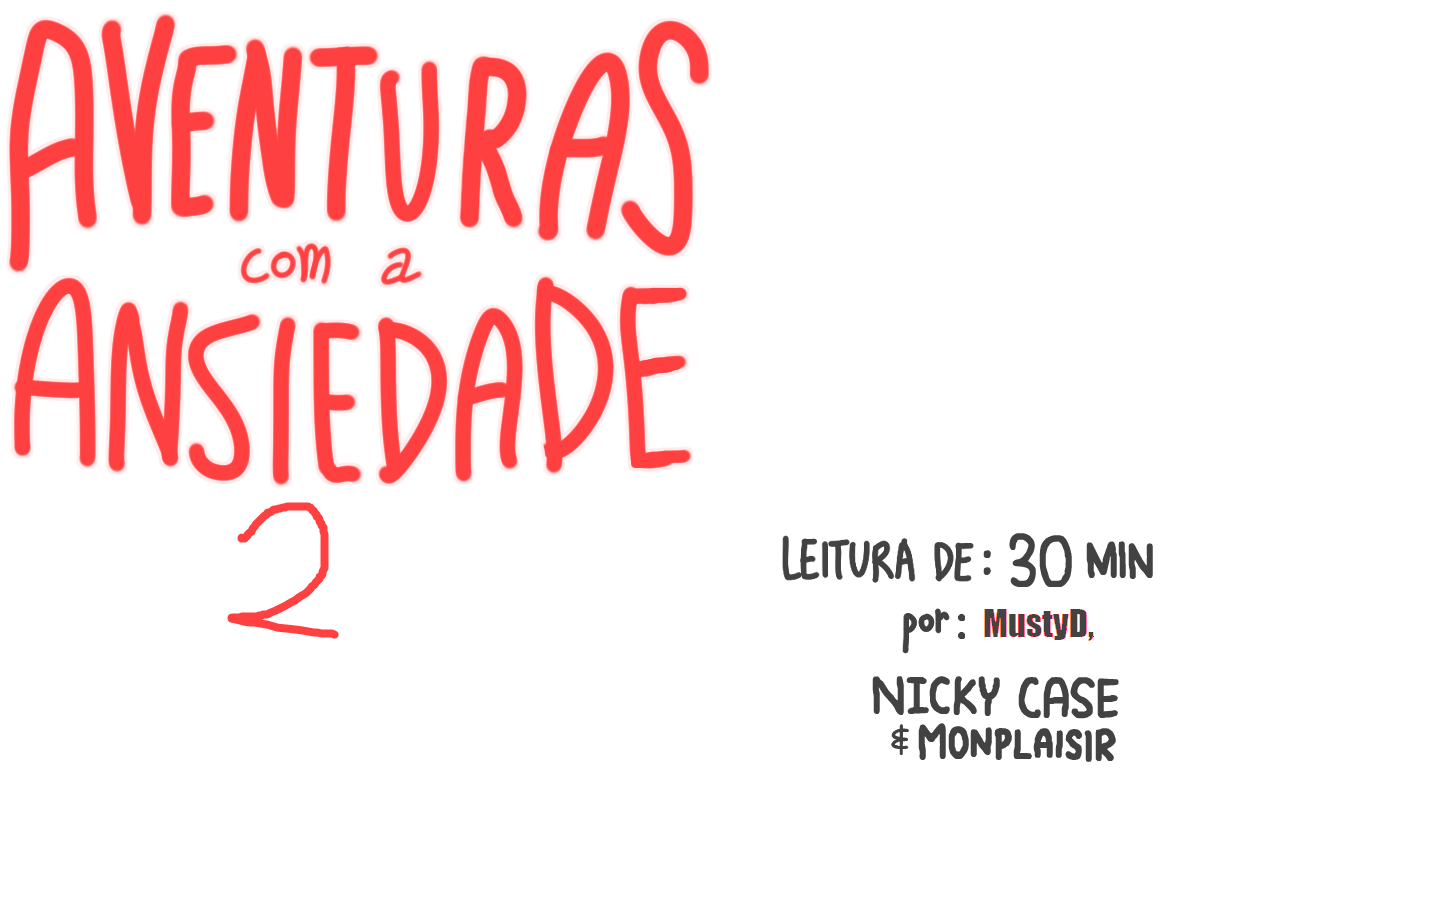 AVENTURAS
com a
ANSIEDADE
2
LEITURA DE: 30 MIN
por: MustyD,
NICKY CASE
& MONPLAISIR